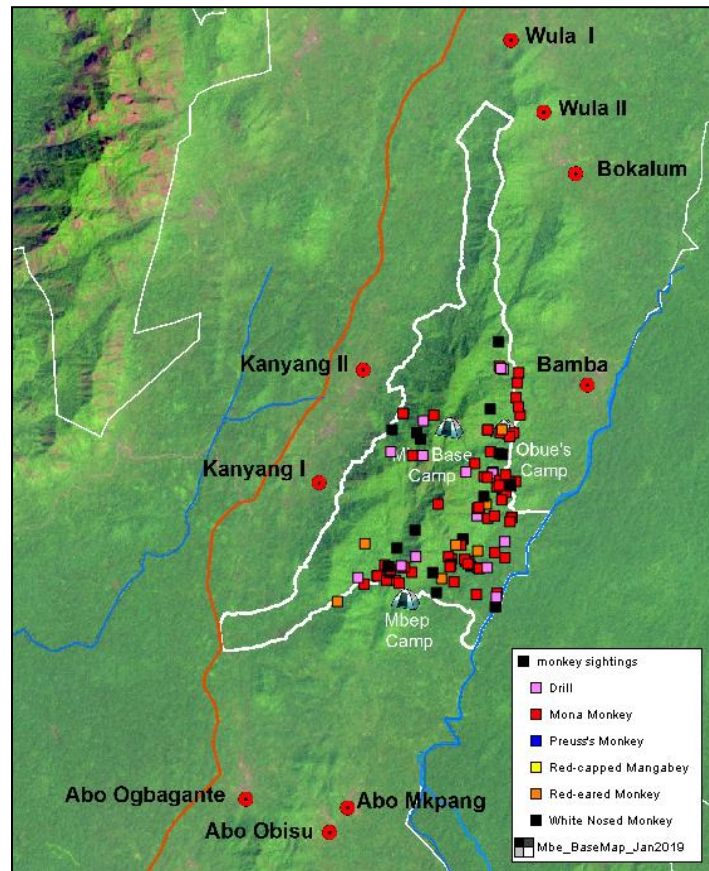 Wula I
Wula II
Bokalum
Kanyang II
Bamba
Base
Camp
Obue's
Camp
Kanyang I
Mbep
Camp
Abo Ogbagante
Abo Mkpang
Abo Obisu
monkey sightings
Drill
Mona Monkey
Preuss's Monkey
Red-capped Mangabey
Red-eared Monkey
White Nosed Monkey
Mbe_BaseMap_Jan2019